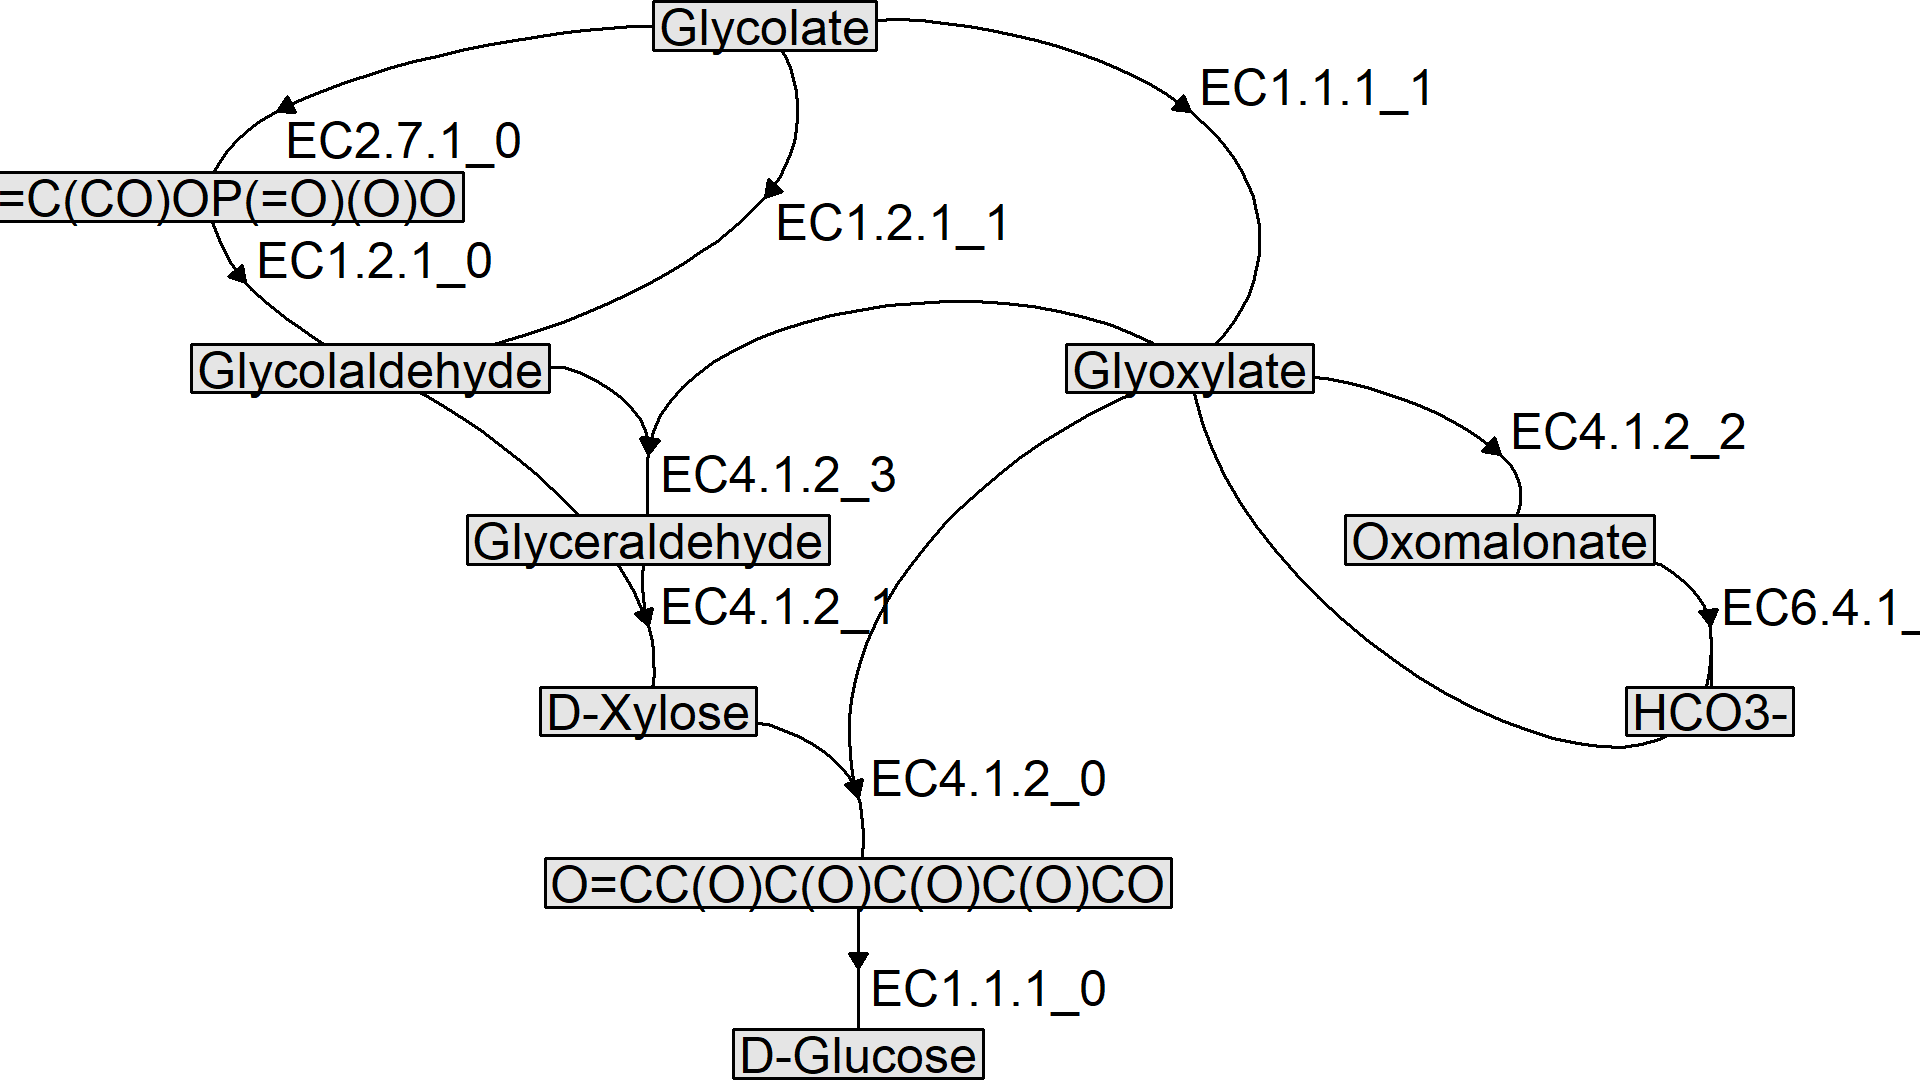 Glycolate
EC1.1.1_1
EC2.7.1_0
=C(CO)OP(=O)(O)O
EC1.2.1_1
EC1.2.1_0
Glycolaldehyde
Glyoxylate
EC4.1.2_2
EC4.1.2_3
Glyceraldehyde
Oxomalonate
EC4.1.2_1
EC6.4.1_
D-Xylose
HCO3-
EC4.1.2_0
O=CC(O)C(O)C(O)C(O)CO
EC1.1.1_0
D-Glucose